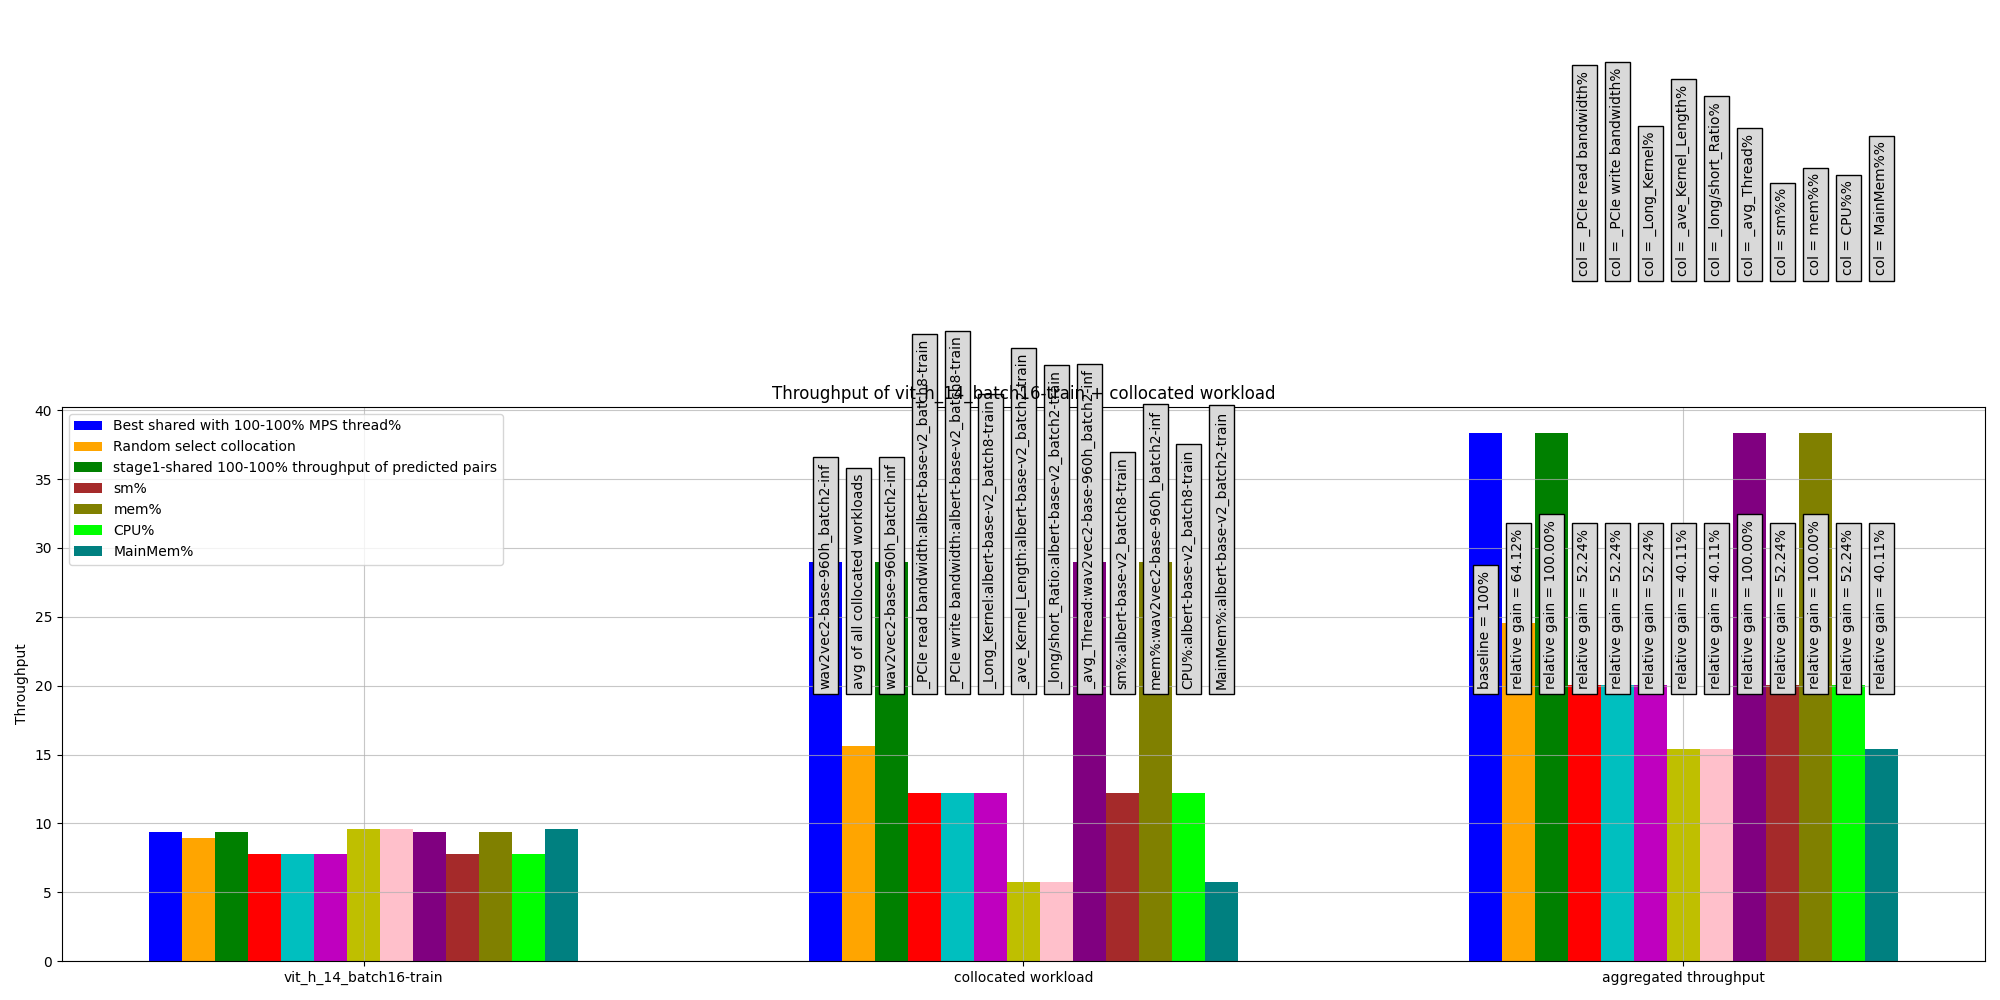 col = _PCIe read bandwidth%
col = _PCIe write bandwidth%
col = _Long_Kernel%
col = _ave_Kernel_Length%
col = _long/short_Ratio%
col = _avg_Thread%
col = sm%%
col = mem%%
col = CPU%%
col = MainMem%%
Throughput of vit_h_14_batch16-train + collocated workload
Best shared with 100-100% MPS thread%
Random select collocation
stage1-shared 100-100% throughput of predicted pairs
sm%
mem%
CPU%
MainMem%
wav2vec2-base-960h_batch2-inf
avg of all collocated workloads
wav2vec2-base-960h_batch2-inf
_PCIe read bandwidth:albert-base-v2_batch8-train
_PCIe write bandwidth:albert-base-v2_batch8-train
_Long_Kernel:albert-base-v2_batch8-train
_ave_Kernel_Length:albert-base-v2_batch2-train
_long/short_Ratio:albert-base-v2_batch2-train
_avg_Thread:wav2vec2-base-960h_batch2-inf
sm%:albert-base-v2_batch8-train
mem%:wav2vec2-base-960h_batch2-inf
CPU%:albert-base-v2_batch8-train
MainMem%:albert-base-v2_batch2-train
baseline = 100%
relative gain = 64.12%
relative gain = 100.00%
relative gain = 52.24%
relative gain = 52.24%
relative gain = 52.24%
relative gain = 40.11%
relative gain = 40.11%
relative gain = 100.00%
relative gain = 52.24%
relative gain = 100.00%
relative gain = 52.24%
relative gain = 40.11%
Throughput
40
35
30
25
20
15
10
5
0
vit_h_14_batch16-train
collocated workload
aggregated throughput